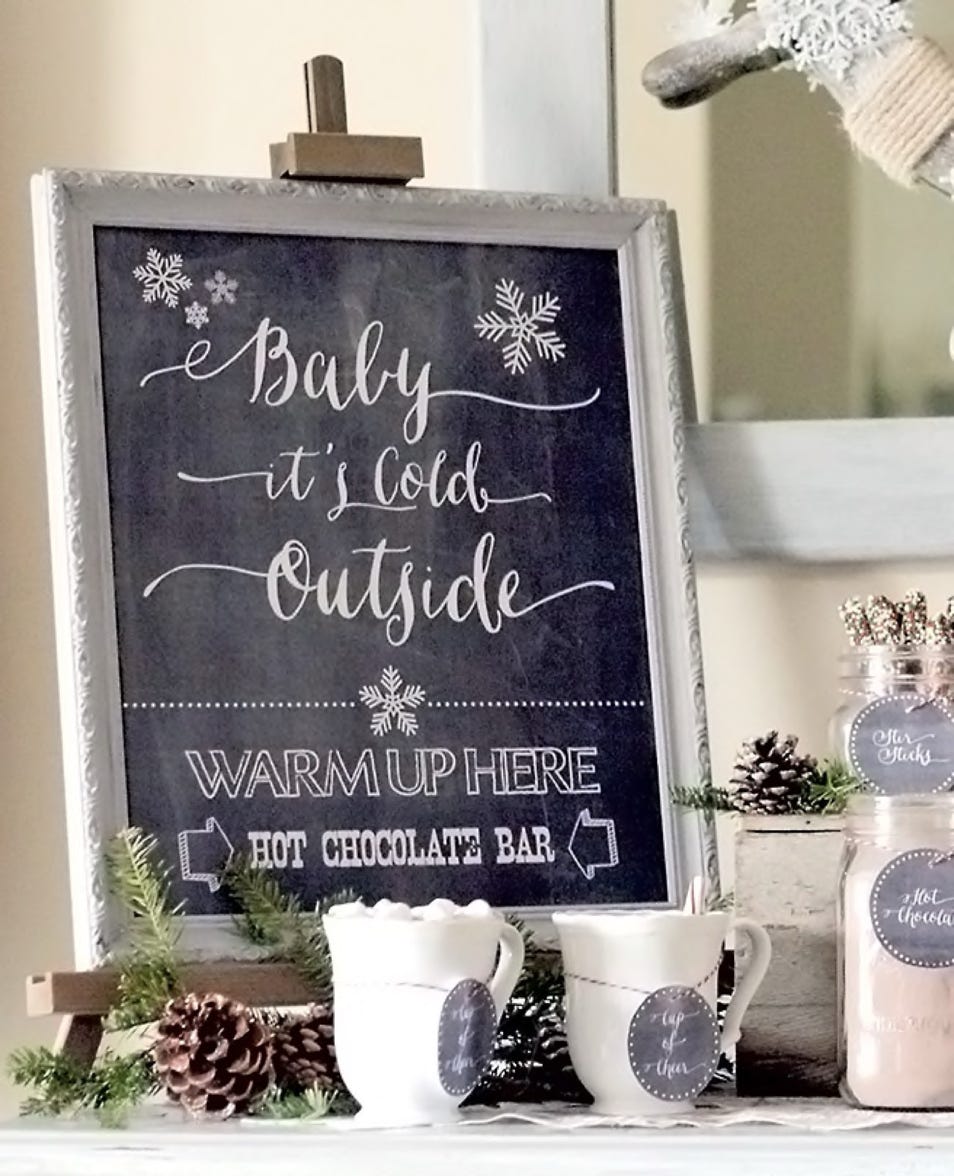 Baby
it's Cold
Outside
WARM UP HERE
HOT CHOCOLATE BAR
Stir
Sticks
Hot
Chocola
Cup
of
Cheer
Cup
of
Cheer